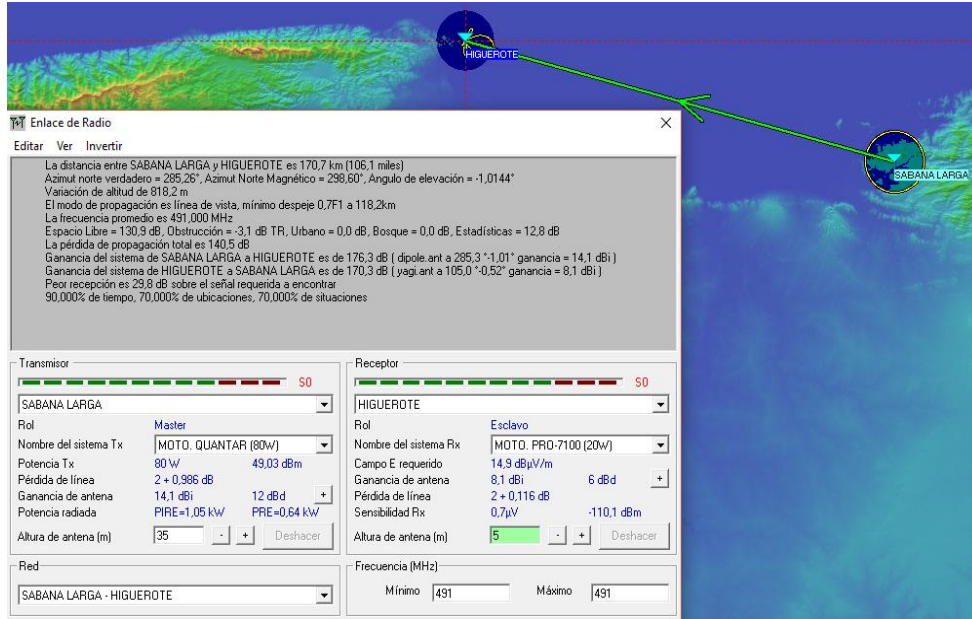 HIGUEROTE
SABANA LARGA
Enlace de Radio
Editar Ver Invertir
La distancia entre SABANA LARGA y HIGUEROTE es 170,7 km (106,1 miles)
Azimut norte verdadero = 285,26°, Azimut Norte Magnético = 298,60°, Angulo de elevación = -1,0144°
Variación de altitud de 818,2 m
El modo de propagación es línea de vista, mínimo despeje 0,7F1 a 118,2km
La frecuencia promedio es 491,000 MHz
Espacio Libre = 130,9 dB, Obstrucción = -3,1 dB TR, Urbano = 0,0 dB, Bosque = 0,0 dB, Estadísticas = 12,8 dB
La pérdida de propagación total es 140,5 dB
Ganancia del sistema de SABANA LARGA a HIGUEROTE es de 176,3 dB ( dipole.ant a 285,3 °-1,01° ganancia = 14,1 dBi )
Ganancia del sistema de HIGUEROTE a SABANA LARGA es de 170,3 dB ( yagi.ant a 105,0 °-0,52° ganancia = 8,1 dBi )
Peor recepción es 29,8 dB sobre el señal requerida a encontrar
90,000% de tiempo, 70,000% de ubicaciones, 70,000% de situaciones
Transmisor
S0
SABANA LARGA
Rol Master
Nombre del sistema Tx MOTO. QUANTAR (80W)
Potencia Tx 80 W 49,03 dBm
Pérdida de línea 2 + 0,986 dB
Ganancia de antena 14,1 dBi 12 dBd +
Potencia radiada PIRE=1,05 kW PRE=0,64 kW
Altura de antena (m) 35 - + Deshacer
Receptor
S0
HIGUEROTE
Rol Esclavo
Nombre del sistema Rx MOTO. PRO-7100 (20W)
Campo E requerido 14,9 dBµV/m
Ganancia de antena 8,1 dBi 6 dBd +
Pérdida de línea 2 + 0,116 dB
Sensibilidad Rx 0,7µV -110,1 dBm
Altura de antena (m) 5 - + Deshacer
Red
SABANA LARGA - HIGUEROTE
Frecuencia (MHz)
Mínimo 491 Máximo 491